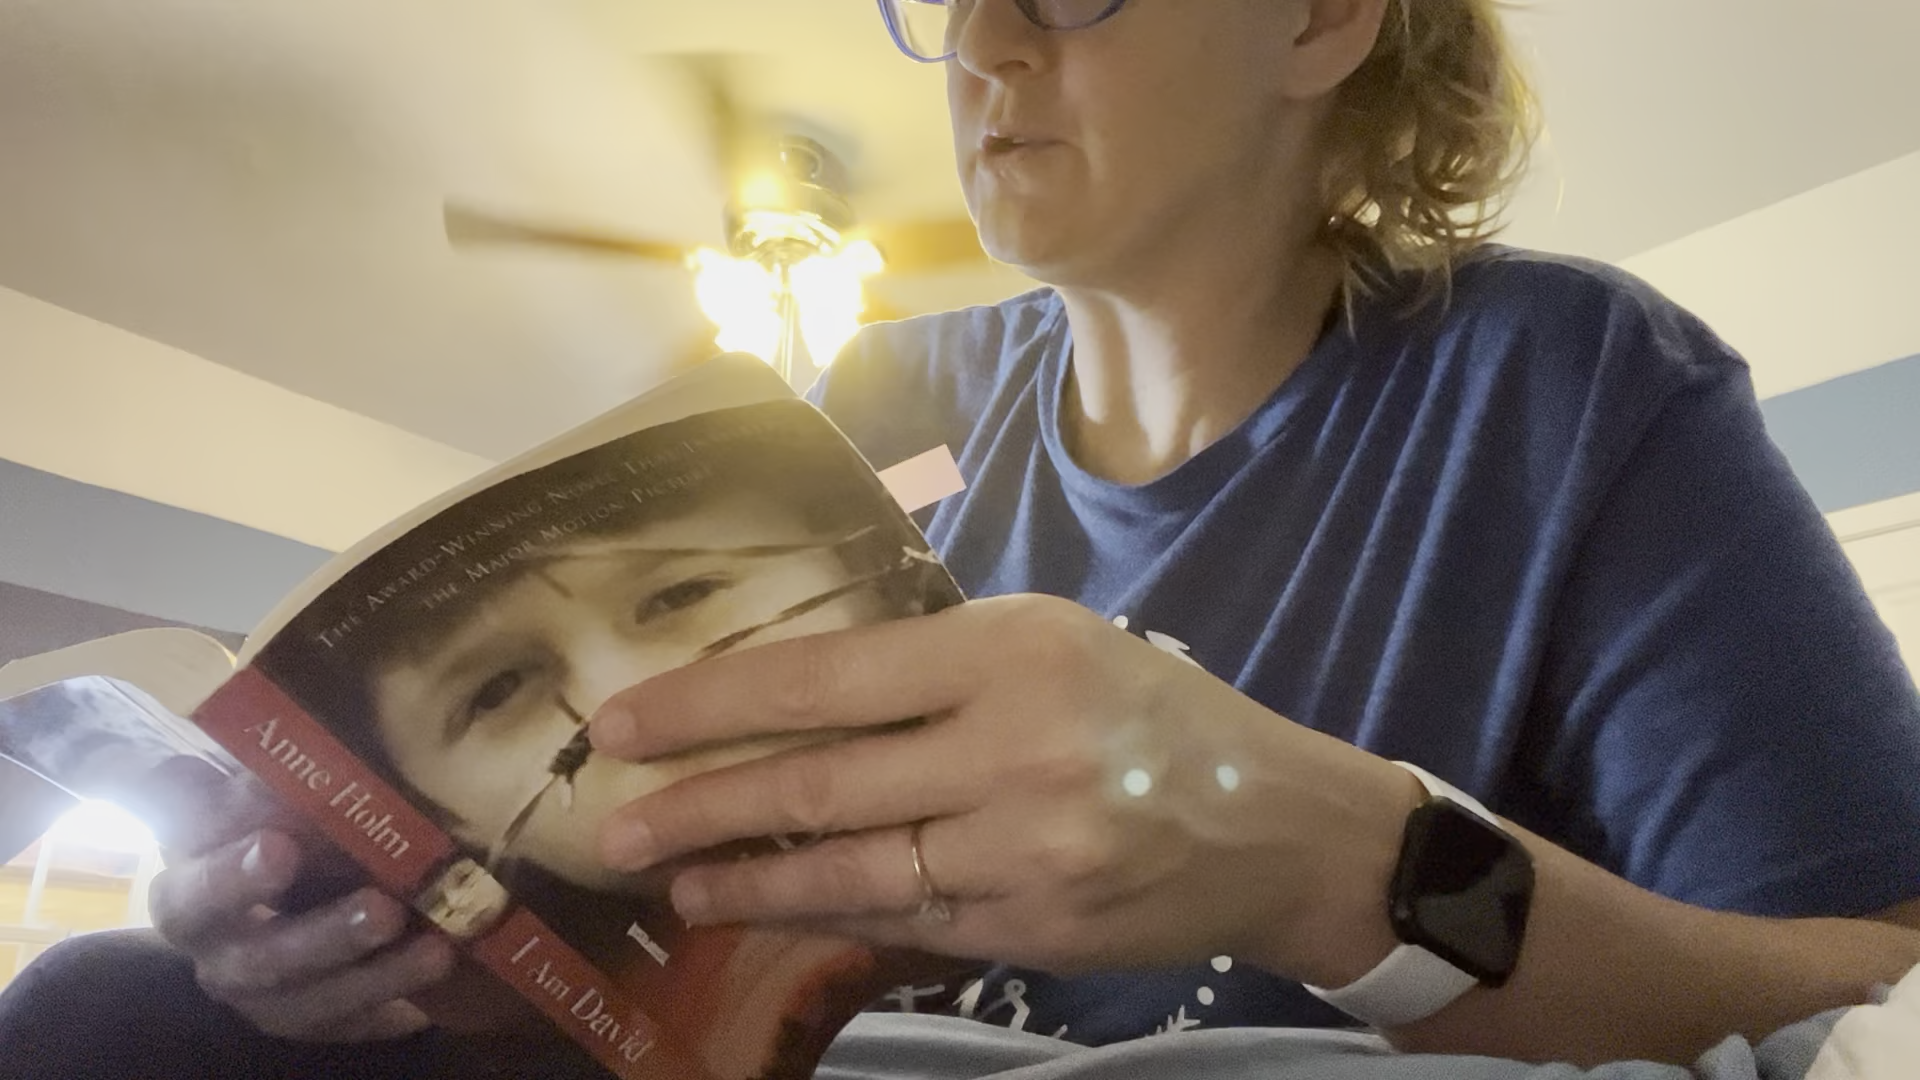 THE AWARD-WINNING NOVEL THAT INSPIRED
THE MAJOR MOTION PICTURE
Anne Holm
I Am David
I